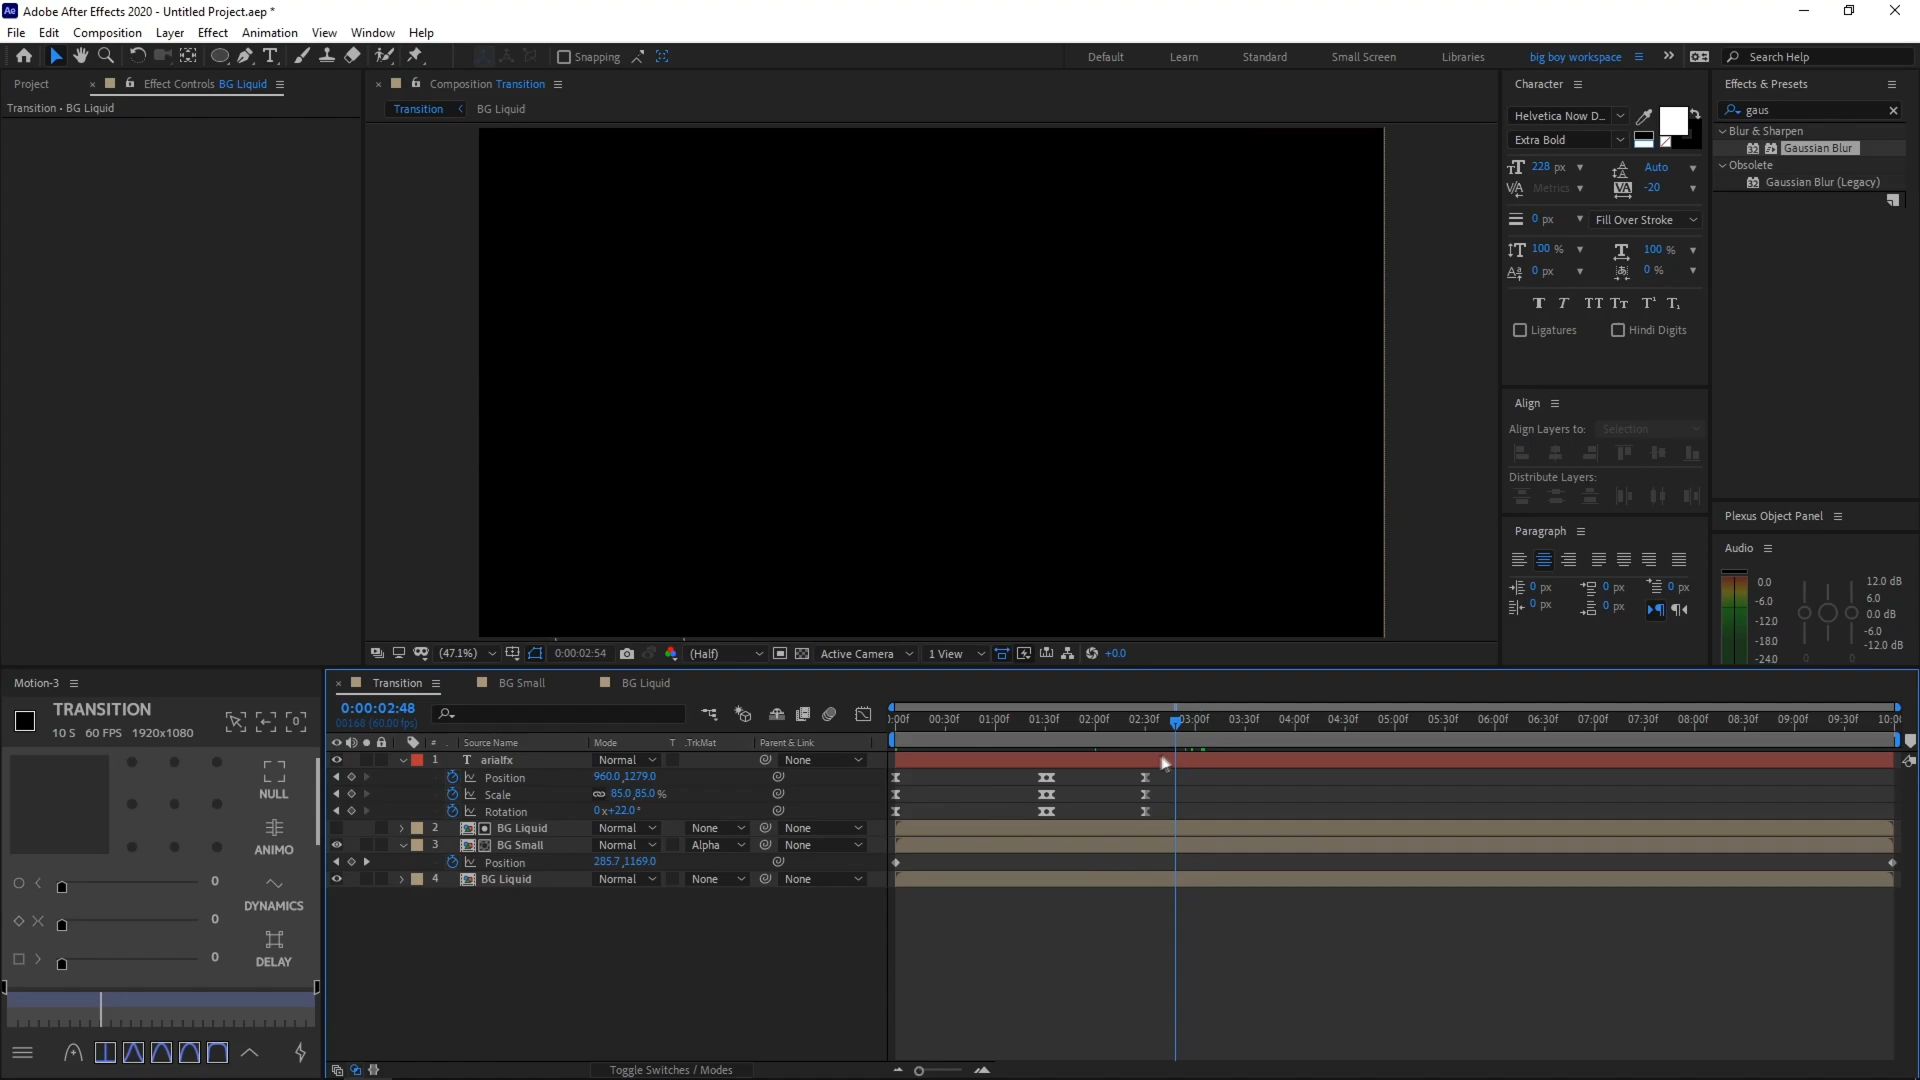 Adobe After Effects 2020 - Untitled Project.aep *
File Edit Composition Layer Effect Animation View Window Help
Snapping
Default Learn Standard Small Screen Libraries big boy workspace
Search Help
Project
Effect Controls BG Liquid
Transition • BG Liquid
Composition Transition
Transition BG Liquid
Character
Helvetica Now D...
Extra Bold
228 px Auto
Metrics -20
0 px Fill Over Stroke
100 % 100 %
0 px 0 %
Ligatures Hindi Digits
Effects & Presets
gaus
Blur & Sharpen
Gaussian Blur
Obsolete
Gaussian Blur (Legacy)
Align
Align Layers to: Selection
Distribute Layers:
Paragraph
0 px 0 px 0 px
0 px 0 px
Plexus Object Panel
Audio
0.0 12.0 dB
-6.0 6.0
-12.0 0.0 dB
-18.0 -6.0
-24.0 -12.0 dB
0 0
(47.1%) 0:00:02:54 (Half) Active Camera 1 View +0.0
Motion-3
TRANSITION
10 S 60 FPS 1920x1080
NULL
ANIMO
DYNAMICS
DELAY
0
0
0
Transition BG Small BG Liquid
0:00:02:48
00168 (60.00 fps)
# Source Name Mode T .TrkMat Parent & Link
1 T arialfx Normal None
Position 960.0,1279.0
Scale 85.0,85.0 %
Rotation 0x+22.0°
2 BG Liquid Normal None None
3 BG Small Normal Alpha None
Position 285.7,1169.0
4 BG Liquid Normal None None
):00f 00:30f 01:00f 01:30f 02:00f 02:30f 03:00f 03:30f 04:00f 04:30f 05:00f 05:30f 06:00f 06:30f 07:00f 07:30f 08:00f 08:30f 09:00f 09:30f 10:00
Toggle Switches / Modes